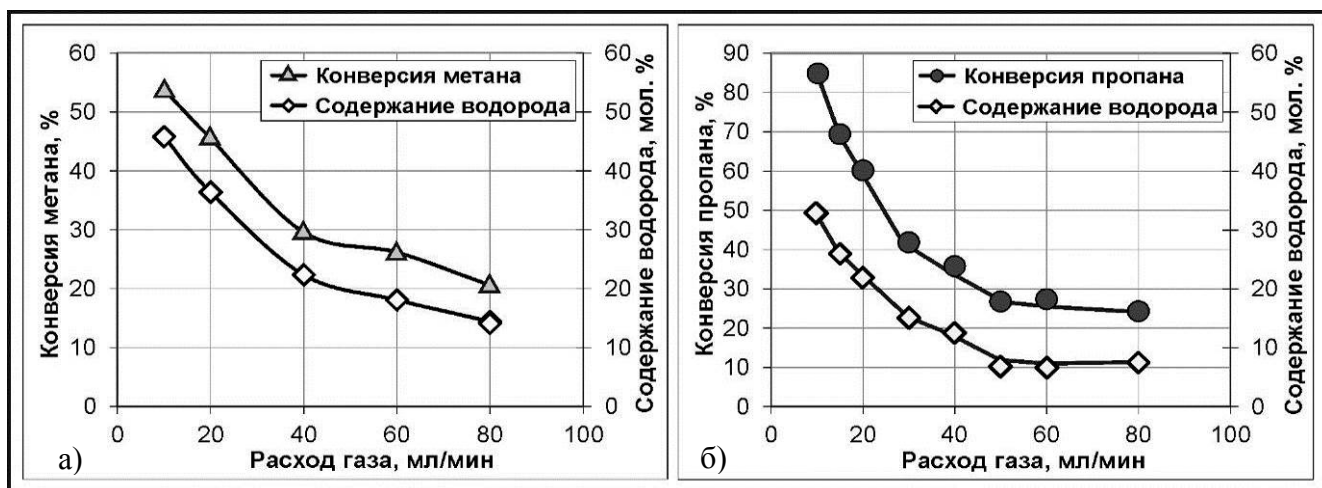 60
50
40
30
20
10
0
Конверсия метана, %
60
50
40
30
20
10
0
Содержание водорода, мол. %
Конверсия метана
Содержание водорода
0 20 40 60 80 100
Расход газа, мл/мин
а)
90
80
70
60
50
40
30
20
10
0
Конверсия пропана, %
60
50
40
30
20
10
0
Содержание водорода, мол. %
Конверсия пропана
Содержание водорода
0 20 40 60 80 100
Расход газа, мл/мин
б)